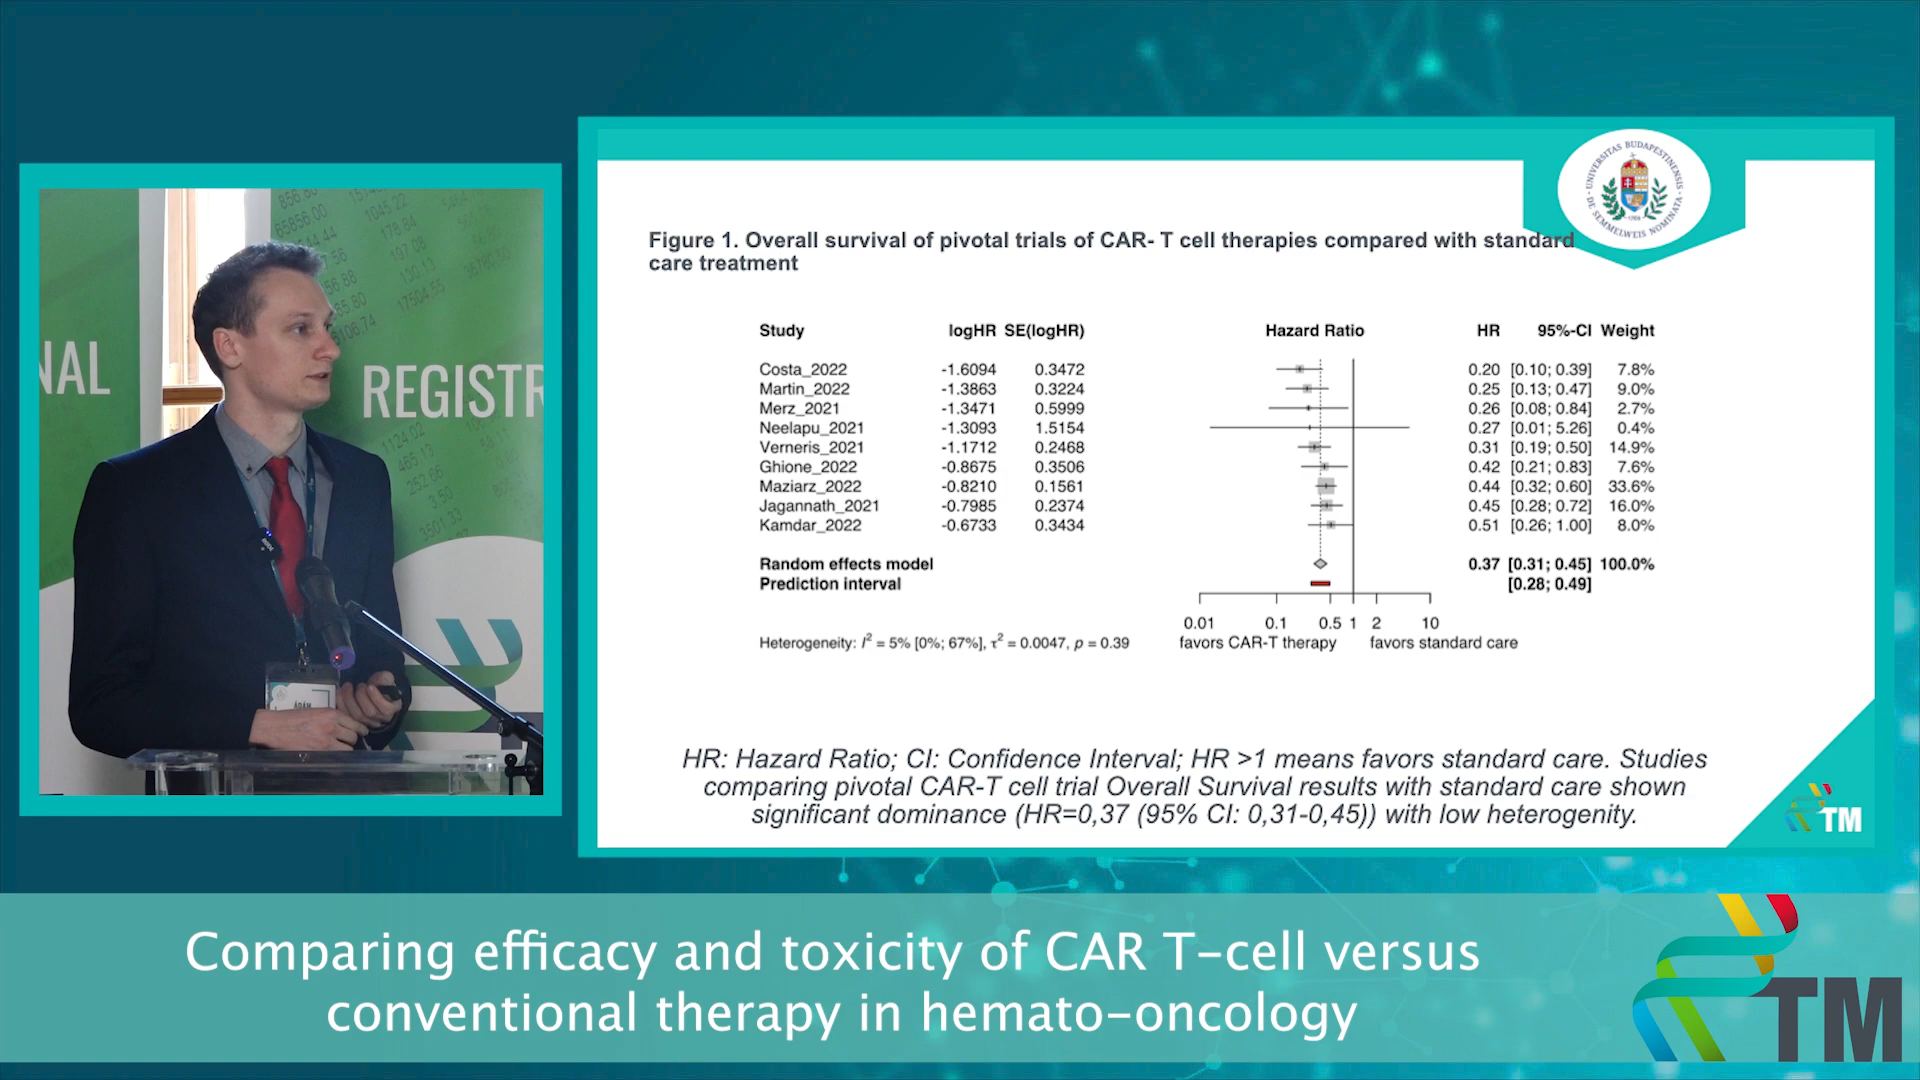 NAL
REGISTR
ÁDÁM
UNIVERSITAS BUDAPESTINENSIS
DE SEMMELWEIS NOMINATA
Figure 1. Overall survival of pivotal trials of CAR- T cell therapies compared with standard
care treatment
Study logHR SE(logHR) Hazard Ratio HR 95%-CI Weight
Costa_2022 -1.6094 0.3472 0.20 [0.10; 0.39] 7.8%
Martin_2022 -1.3863 0.3224 0.25 [0.13; 0.47] 9.0%
Merz_2021 -1.3471 0.5999 0.26 [0.08; 0.84] 2.7%
Neelapu_2021 -1.3093 1.5154 0.27 [0.01; 5.26] 0.4%
Verneris_2021 -1.1712 0.2468 0.31 [0.19; 0.50] 14.9%
Ghione_2022 -0.8675 0.3506 0.42 [0.21; 0.83] 7.6%
Maziarz_2022 -0.8210 0.1561 0.44 [0.32; 0.60] 33.6%
Jagannath_2021 -0.7985 0.2374 0.45 [0.28; 0.72] 16.0%
Kamdar_2022 -0.6733 0.3434 0.51 [0.26; 1.00] 8.0%
Random effects model 0.37 [0.31; 0.45] 100.0%
Prediction interval [0.28; 0.49]
0.01 0.1 0.5 1 2 10
Heterogeneity: I² = 5% [0%; 67%], τ² = 0.0047, p = 0.39 favors CAR-T therapy favors standard care
HR: Hazard Ratio; CI: Confidence Interval; HR >1 means favors standard care. Studies
comparing pivotal CAR-T cell trial Overall Survival results with standard care shown
significant dominance (HR=0,37 (95% CI: 0,31-0,45)) with low heterogenity.
TM
Comparing efficacy and toxicity of CAR T-cell versus
conventional therapy in hemato-oncology
TM